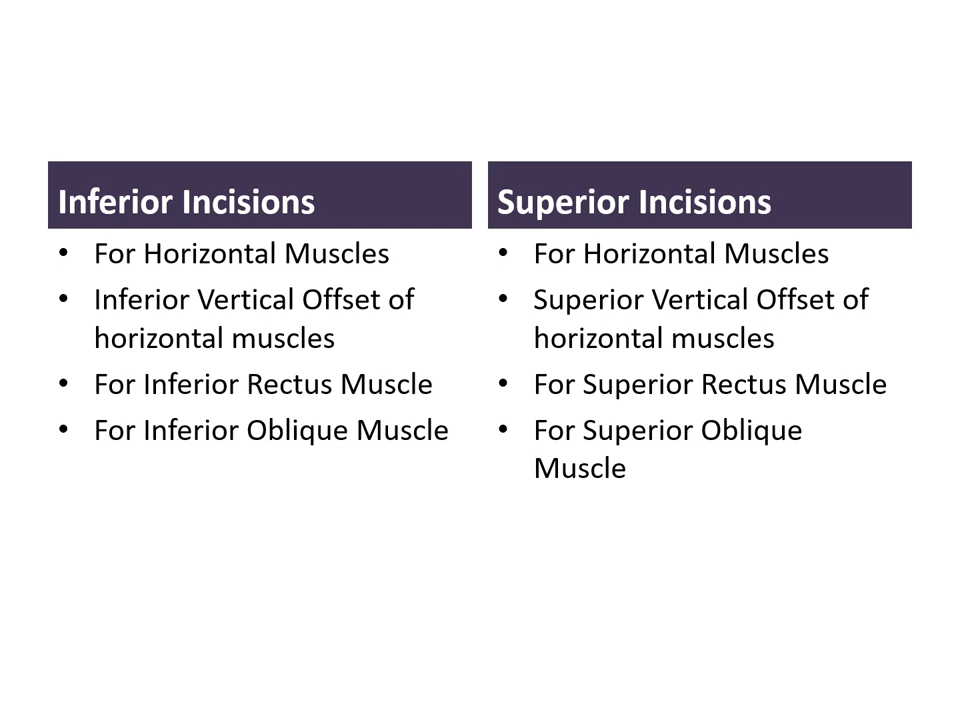 Inferior Incisions
• For Horizontal Muscles
• Inferior Vertical Offset of
horizontal muscles
• For Inferior Rectus Muscle
• For Inferior Oblique Muscle
Superior Incisions
• For Horizontal Muscles
• Superior Vertical Offset of
horizontal muscles
• For Superior Rectus Muscle
• For Superior Oblique
Muscle